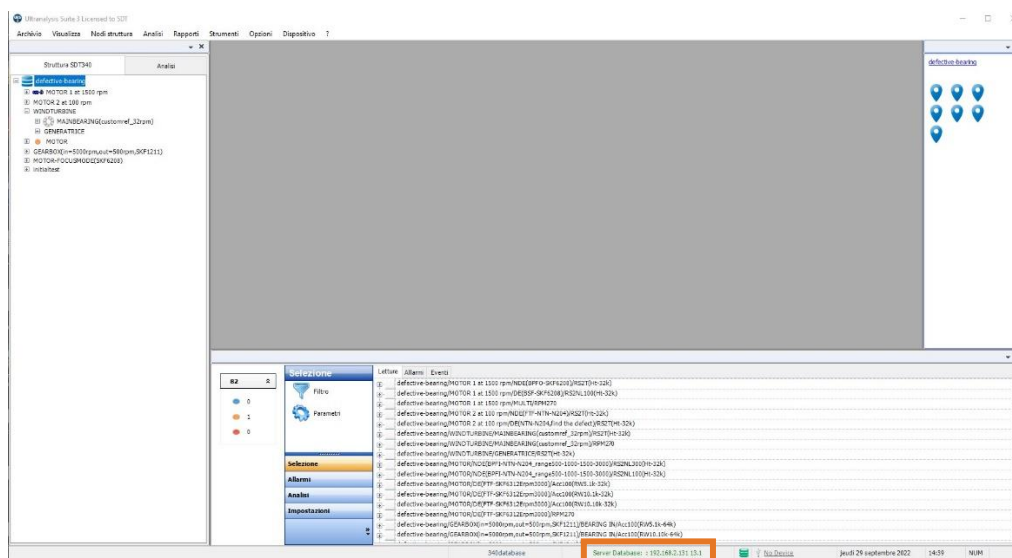 Ultranalysis Suite 3 Licensed to SDT
Archivio Visualizza Nodi struttura Analisi Rapporti Strumenti Opzioni Dispositivo ?
Struttura SDT340 Analisi
defective-bearing
MOTOR 1 at 1500 rpm
MOTOR 2 at 100 rpm
WINDTURBINE
MAINBEARING(customref_32rpm)
GENERATRICE
MOTOR
GEARBOX(in=5000rpm,out=500rpm,SKF1211)
MOTOR-FOCUSMODE(SKF6208)
initialtest
defective-bearing
82
0
1
0
Selezione
Filtro
Parametri
Selezione
Allarmi
Analisi
Impostazioni
Letture Allarmi Eventi
defective-bearing/MOTOR 1 at 1500 rpm/NDE(BPFO-SKF6208)/RS2T(Ht-32k)
defective-bearing/MOTOR 1 at 1500 rpm/DE(BSF-SKF6208)/RS2NL100(Ht-32k)
defective-bearing/MOTOR 1 at 1500 rpm/MULTI/RPM270
defective-bearing/MOTOR 2 at 100 rpm/NDE(FTF-NTN-N204)/RS2T(Ht-32k)
defective-bearing/MOTOR 2 at 100 rpm/DE(NTN-N204,find the defect)/RS2T(Ht-32k)
defective-bearing/WINDTURBINE/MAINBEARING(customref_32rpm)/RS2T(Ht-32k)
defective-bearing/WINDTURBINE/MAINBEARING(customref_32rpm)/RPM270
defective-bearing/WINDTURBINE/GENERATRICE/RS2T(Ht-32k)
defective-bearing/MOTOR/NDE(BPFI-NTN-N204_range500-1000-1500-3000)/RS2NL300(Ht-32k)
defective-bearing/MOTOR/NDE(BPFI-NTN-N204_range500-1000-1500-3000)/RS2NL100(Ht-32k)
defective-bearing/MOTOR/DE(FTF-SKF6312Erpm3000)/Acc100(RW5.1k-32k)
defective-bearing/MOTOR/DE(FTF-SKF6312Erpm3000)/Acc100(RW10.1k-32k)
defective-bearing/MOTOR/DE(FTF-SKF6312Erpm3000)/Acc100(RW10.10k-32k)
defective-bearing/MOTOR/DE(FTF-SKF6312Erpm3000)/RPM270
defective-bearing/GEARBOX(in=5000rpm,out=500rpm,SKF1211)/BEARING IN/Acc100(RW5.1k-64k)
defective-bearing/GEARBOX(in=5000rpm,out=500rpm,SKF1211)/BEARING IN/Acc100(RW10.10k-64k)
340database Server Database: : 192.168.2.131 13.1 No Device jeudi 29 septembre 2022 14:39 NUM